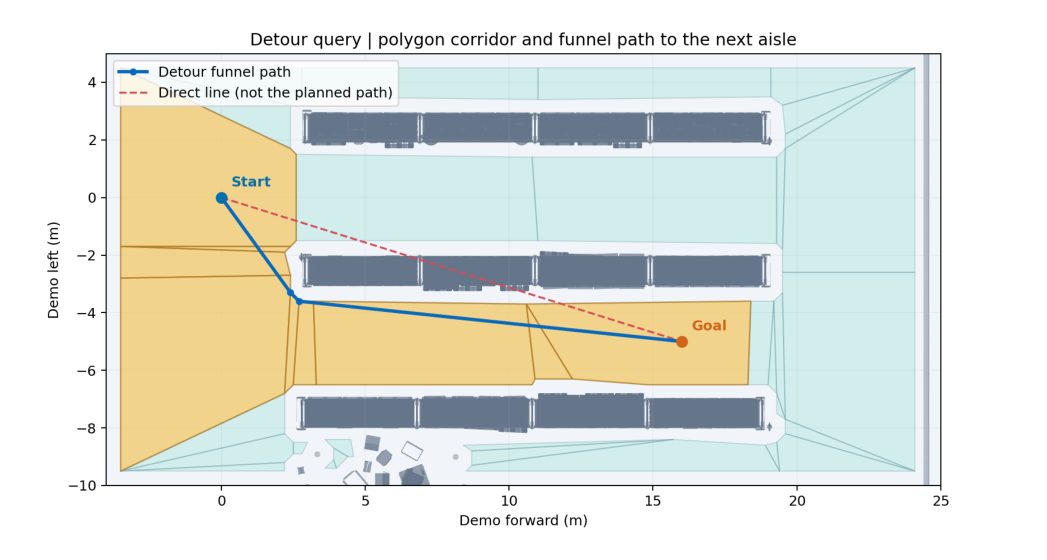 Detour query | polygon corridor and funnel path to the next aisle
Detour funnel path
Direct line (not the planned path)
Start
Goal
Demo left (m)
4
2
0
−2
−4
−6
−8
−10
0
5
10
15
20
25
Demo forward (m)